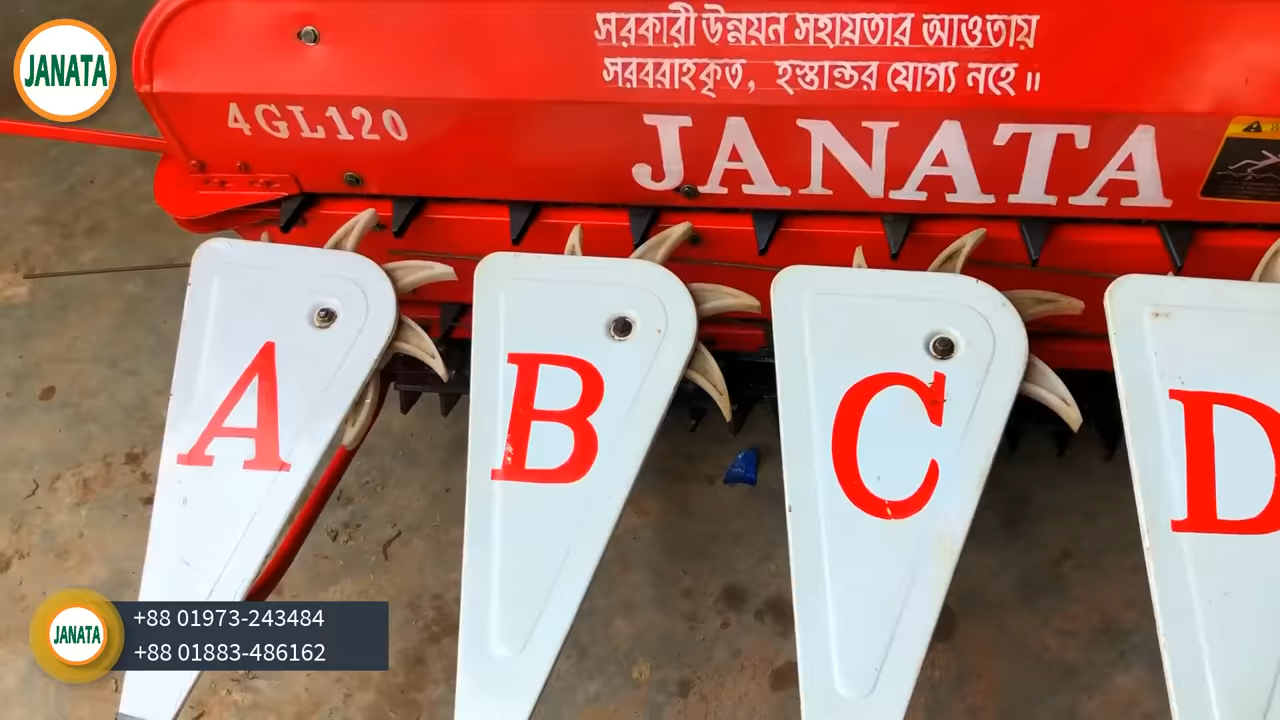 JANATA
সরকারী উন্নয়ন সহায়তার আওতায়
সরবরাহকৃত, হস্তান্তর যোগ্য নহে ॥
4GL120
JANATA
A
B
C
D
JANATA
+88 01973-243484
+88 01883-486162